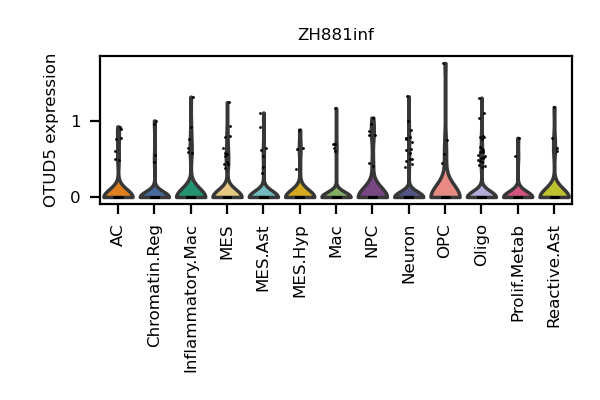 ZH881inf
OTUD5 expression
1
0
AC
Chromatin.Reg
Inflammatory.Mac
MES
MES.Ast
MES.Hyp
Mac
NPC
Neuron
OPC
Oligo
Prolif.Metab
Reactive.Ast